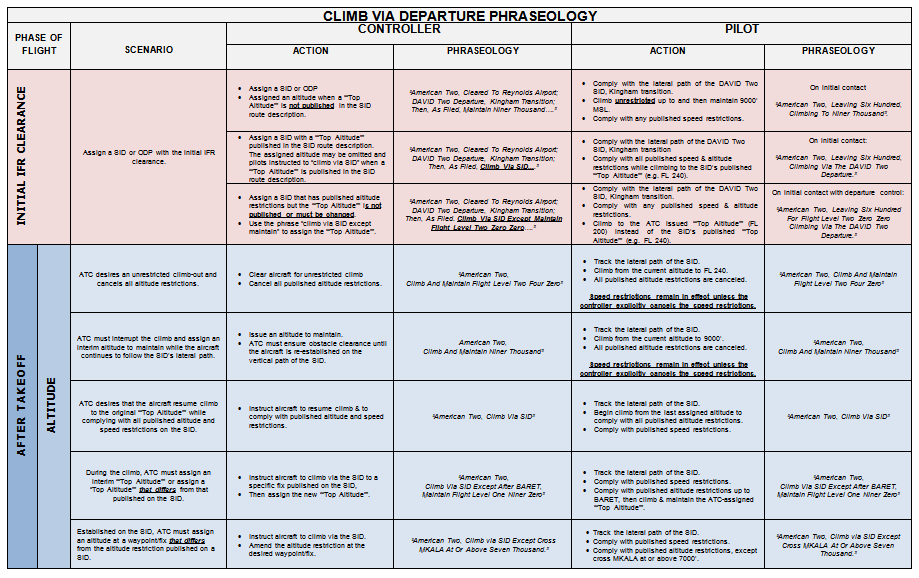 CLIMB VIA DEPARTURE PHRASEOLOGY
PHASE OF
FLIGHT
SCENARIO
CONTROLLER
PILOT
ACTION
PHRASEOLOGY
ACTION
PHRASEOLOGY
INITIAL IFR CLEARANCE
Assign a SID or ODP with the initial IFR
clearance.
• Assign a SID or ODP
• Assigned an altitude when a "Top
Altitude" is not published in the SID
route description.
"American Two, Cleared To Reynolds Airport;
DAVID Two Departure, Kingham Transition;
Then, As Filed, Maintain Niner Thousand…."
• Comply with the lateral path of the DAVID Two
SID, Kingham transition.
• Climb unrestricted up to and then maintain 9000'
MSL.
• Comply with any published speed restrictions.
On initial contact
"American Two, Leaving Six Hundred,
Climbing To Niner Thousand".
• Assign a SID with a "Top Altitude"
published in the SID route description.
The assigned altitude may be omitted and
pilots instructed to "climb via SID" when a
"Top Altitude" is published in the SID
route description.
"American Two, Cleared To Reynolds Airport;
DAVID Two Departure, Kingham Transition;
Then, As Filed, Climb Via SID…."
• Comply with the lateral path of the DAVID Two
SID, Kingham transition
• Comply with all published speed & altitude
restrictions while climbing to the SID's published
"Top Altitude" (e.g. FL 240).
On initial contact:
"American Two, Leaving Six Hundred,
Climbing Via The DAVID Two
Departure."
• Assign a SID that has published altitude
restrictions but the "Top Altitude" is not
published or must be changed.
• Use the phrase "climb via SID except
maintain" to assign the "Top Altitude".
"American Two, Cleared To Reynolds Airport;
DAVID Two Departure, Kingham Transition;
Then, As Filed, Climb Via SID Except Maintain
Flight Level Two Zero Zero…."
• Comply with the lateral path of the DAVID Two
SID, Kingham transition.
• Comply with any published speed & altitude
restrictions.
• Climb to the ATC issued "Top Altitude" (FL
200) instead of the SID's published "Top
Altitude" (e.g. FL 240).
On initial contact with departure control:
"American Two, Leaving Six Hundred
For Flight Level Two Zero Zero
Climbing Via The DAVID Two
Departure."
AFTER TAKEOFF
ALTITUDE
ATC desires an unrestricted climb-out and
cancels all altitude restrictions.
• Clear aircraft for unrestricted climb
• Cancel all published altitude restrictions.
"American Two,
Climb And Maintain Flight Level Two Four Zero"
• Track the lateral path of the SID.
• Climb from the current altitude to FL 240.
• All published altitude restrictions are canceled.
Speed restrictions remain in effect unless the
controller explicitly cancels the speed restrictions.
"American Two, Climb And Maintain
Flight Level Two Four Zero"
ATC must interrupt the climb and assign an
interim altitude to maintain while the aircraft
continues to follow the SID's lateral path.
• Issue an altitude to maintain.
• ATC must ensure obstacle clearance until
the aircraft is re-established on the
vertical path of the SID.
American Two,
Climb And Maintain Niner Thousand"
• Track the lateral path of the SID.
• Climb from the current altitude to 9000'.
• All published altitude restrictions are canceled.
Speed restrictions remain in effect unless the
controller explicitly cancels the speed restrictions.
"American Two,
Climb And Maintain Niner Thousand"
ATC desires that the aircraft resume climb
to the original "Top Altitude" while
complying with all published altitude and
speed restrictions on the SID.
• Instruct aircraft to resume climb & to
comply with published altitude and speed
restrictions.
"American Two, Climb Via SID"
• Track the lateral path of the SID.
• Begin climb from the last assigned altitude to
comply with all published altitude restrictions.
• Comply with published speed restrictions.
"American Two, Climb Via SID"
During the climb, ATC must assign an
interim "Top Altitude" or assign a
"Top Altitude" that differs from that
published on the SID.
• Instruct aircraft to climb via the SID to a
specific fix published on the SID,
• Then assign the new "Top Altitude".
"American Two,
Climb Via SID Except After BARET,
Maintain Flight Level One Niner Zero"
• Track the lateral path of the SID.
• Comply with published speed restrictions.
• Comply with published altitude restrictions up to
BARET, then climb & maintain the ATC-assigned
"Top Altitude".
"American Two,
Climb Via SID Except After BARET,
Maintain Flight Level One Niner Zero"
Established on the SID, ATC must assign
an altitude at a waypoint/fix that differs
from the altitude restriction published on a
SID.
• Instruct aircraft to climb via the SID.
• Amend the altitude restriction at the
desired waypoint/fix.
"American Two, Climb via SID Except Cross
MKALA At Or Above Seven Thousand."
• Track the lateral path of the SID.
• Comply with published speed restrictions.
• Comply with published altitude restrictions, except
cross MKALA at or above 7000'.
"American Two, Climb via SID Except
Cross MKALA At Or Above Seven
Thousand."